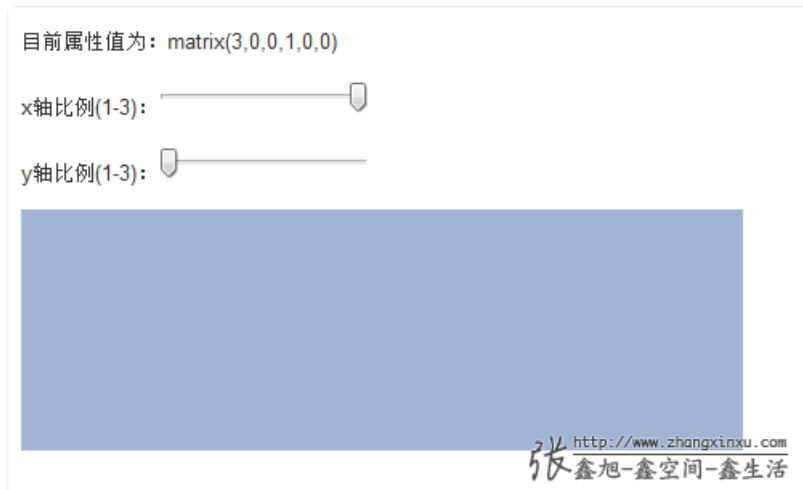 目前属性值为：matrix(3,0,0,1,0,0)
x轴比例(1-3)：
y轴比例(1-3)：
张
http://www.zhangxinxu.com
鑫旭-鑫空间-鑫生活